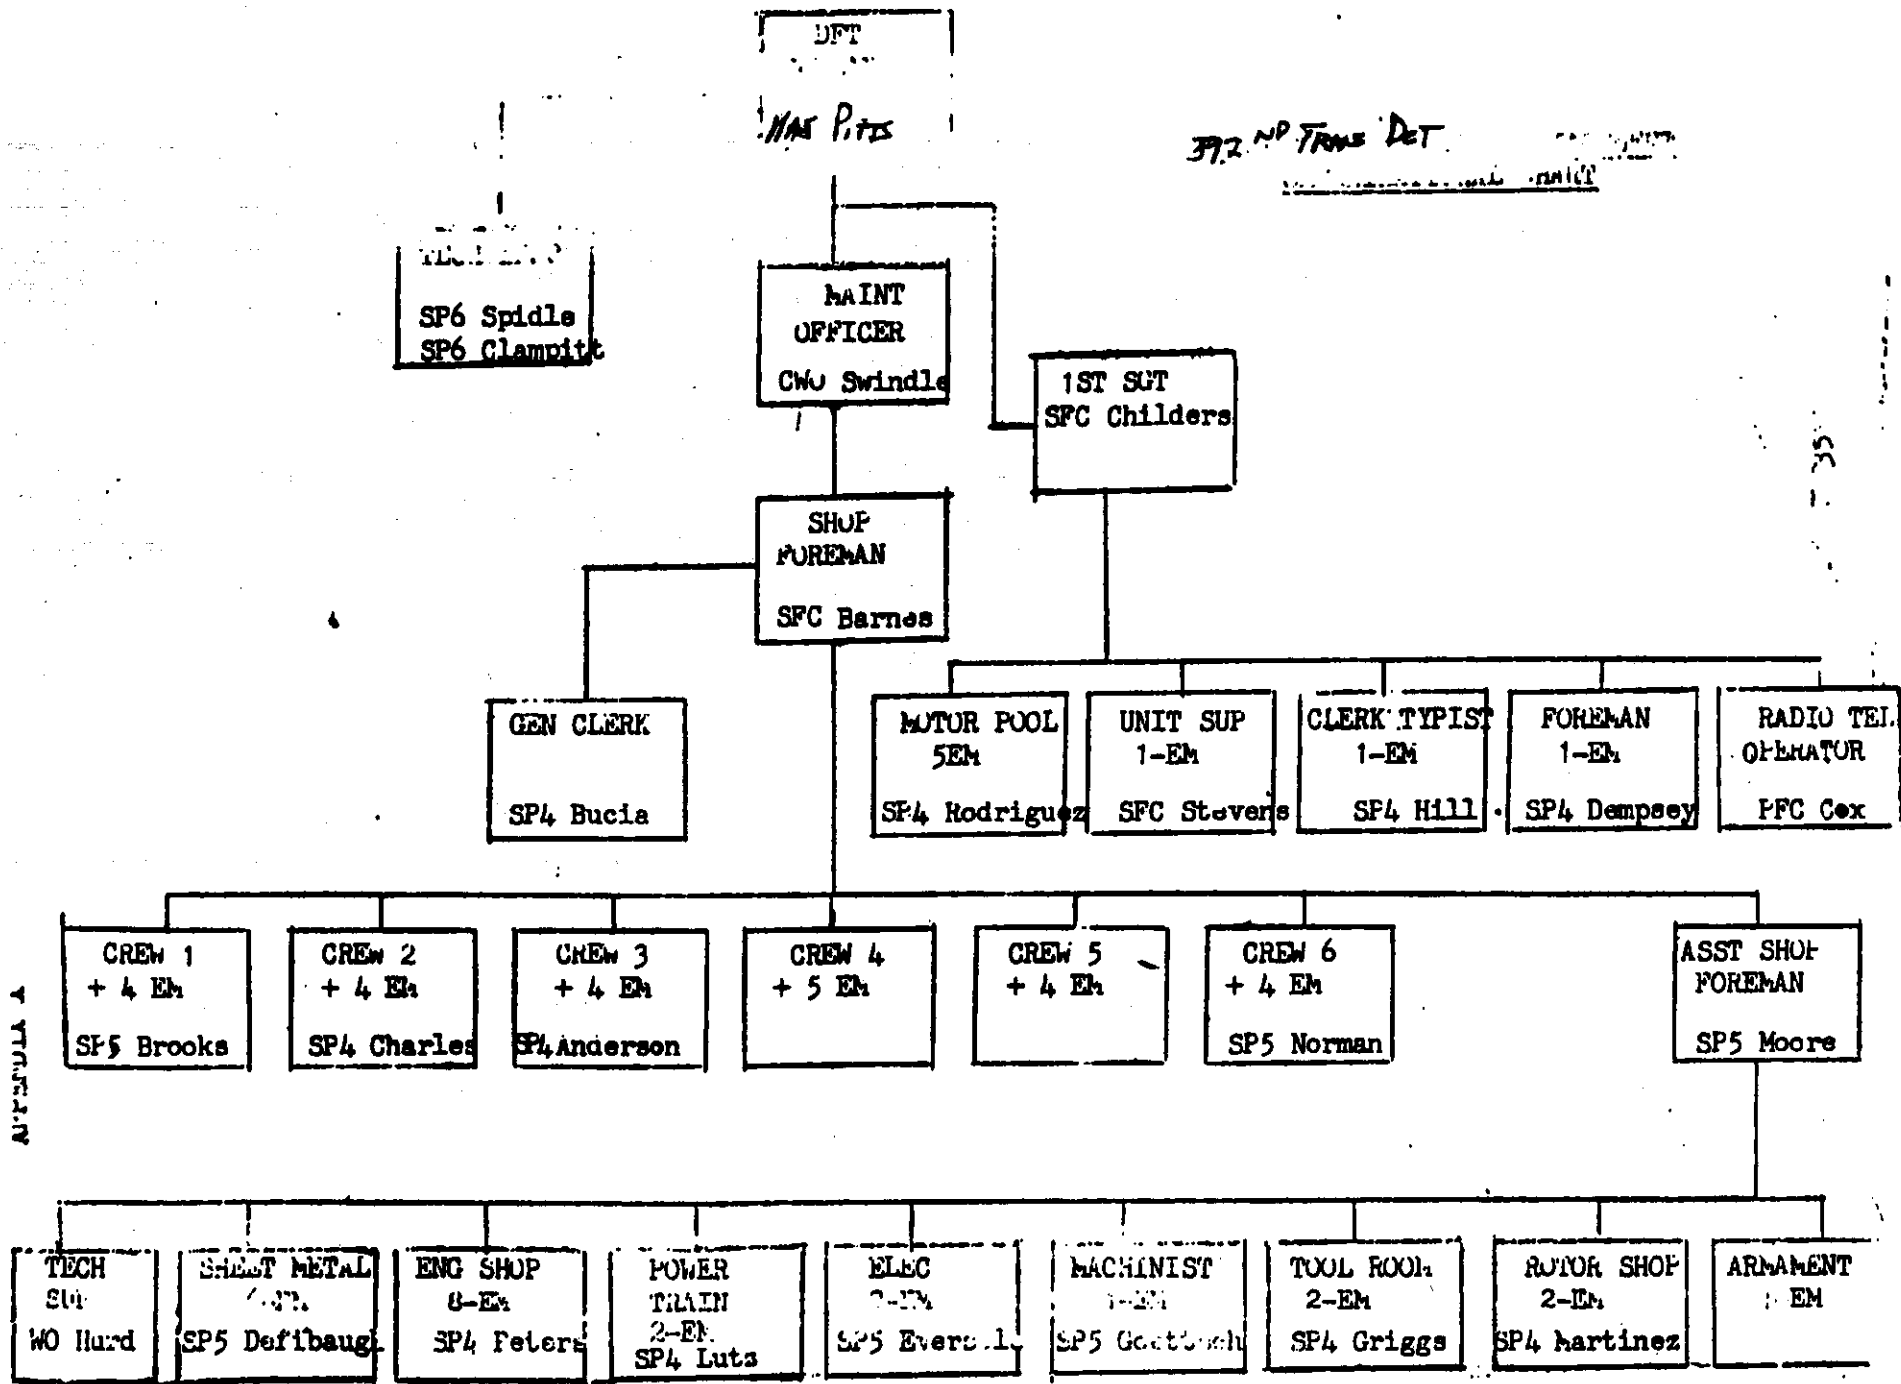 DET
MAJ Pitts
392 ND TRANS DET
CHART
TECH
SP6 Spidle
SP6 Clampitt
MAINT
OFFICER
CWO Swindle
1ST SGT
SFC Childers
SHOP
FOREMAN
SFC Barnes
GEN CLERK
SP4 Bucia
MOTOR POOL
5EM
SP4 Rodriguez
UNIT SUP
1-EM
SFC Stevens
CLERK TYPIST
1-EM
SP4 Hill
FOREMAN
1-EM
SP4 Dempsey
RADIO TEL
OPERATOR
PFC Cox
CREW 1
+ 4 EM
SP5 Brooks
CREW 2
+ 4 EM
SP4 Charles
CREW 3
+ 4 EM
SP4 Anderson
CREW 4
+ 5 EM
CREW 5
+ 4 EM
CREW 6
+ 4 EM
SP5 Norman
ASST SHOP
FOREMAN
SP5 Moore
TECH
SUP
WO Hurd
SHEET METAL
SP5 Defibaugh
ENG SHOP
8-EM
SP4 Peters
POWER
TRAIN
2-EM
SP4 Lutz
ELEC
SP5
MACHINIST
SP5
TOOL ROOM
2-EM
SP4 Griggs
ROTOR SHOP
2-EM
SP4 Martinez
ARMAMENT
EM
35